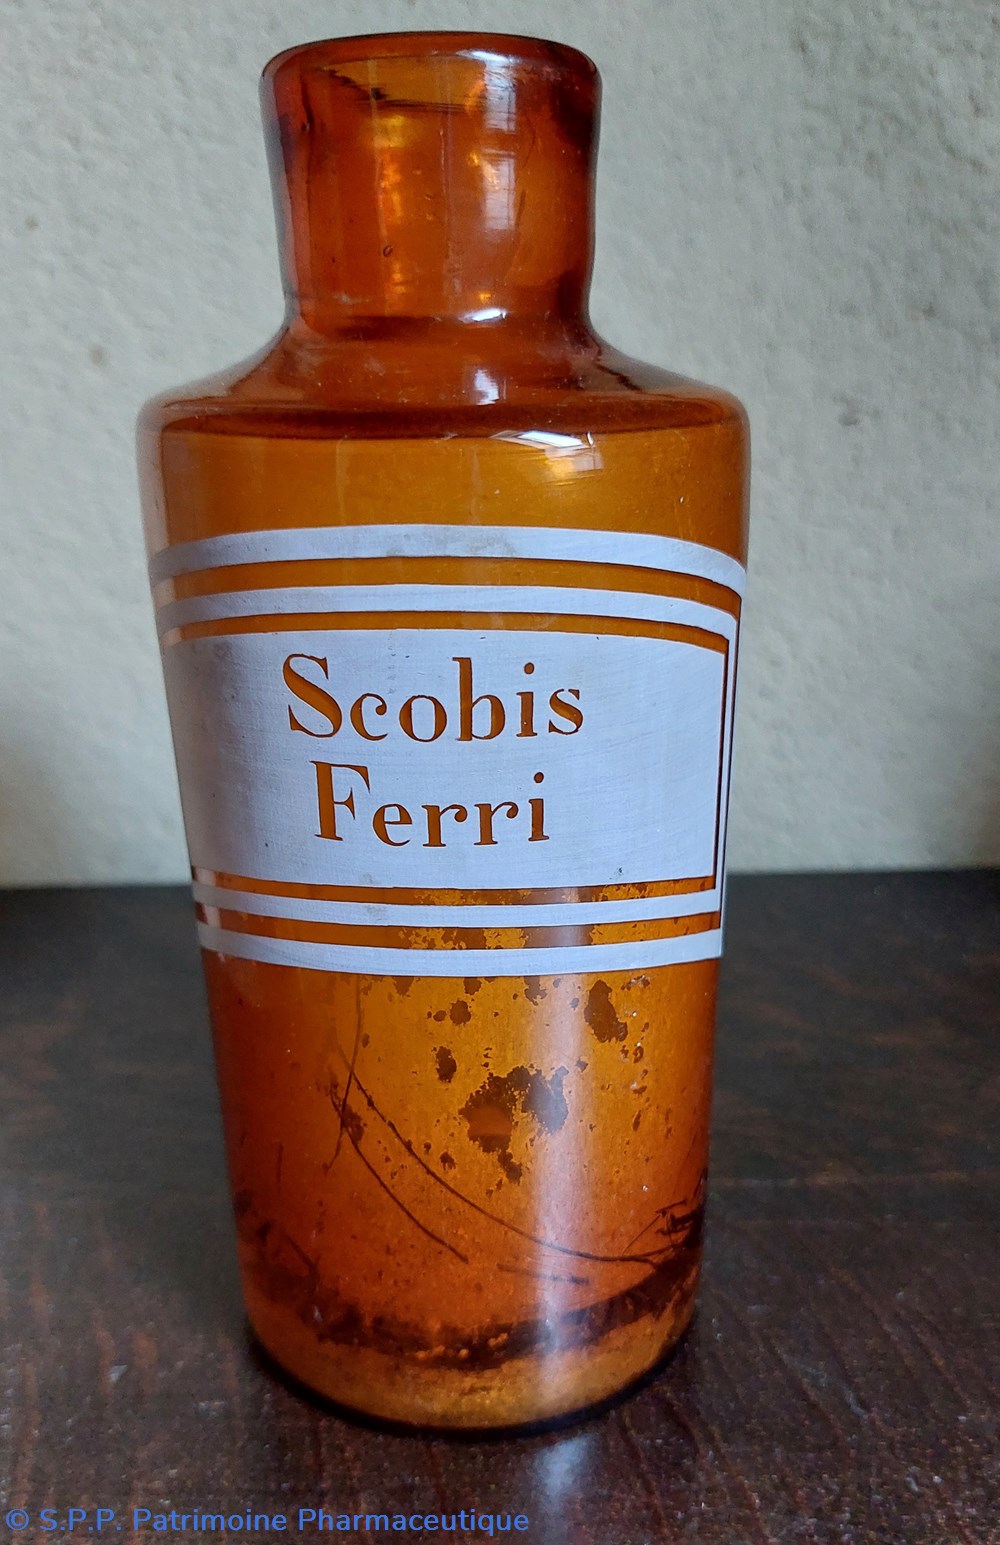 Scobis
Ferri
© S.P.P. Patrimoine Pharmaceutique